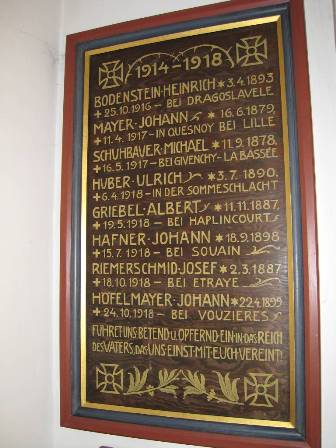 1914-1918
BODENSTEIN·HEINRICH * 3.4.1893
+ 25.10.1916 – BEI DRAGOSLAVELE
MAYER·JOHANN * 16.6.1879,
+ 11.4.1917 – IN QUESNOY BEI LILLE
SCHUHBAUER·MICHAEL * 11.9.1878,
+ 16.5.1917 – BEI GIVENCHY-LA BASSÉE
HUBER·ULRICH * 3.7.1890.
+ 6.4.1918 – IN DER SOMMESCHLACHT
GRIEBEL·ALBERT * 11.11.1887,
+ 19.5.1918 – BEI HAPLINCOURT
HAFNER·JOHANN * 18.9.1898
+ 15.7.1918 – BEI SOUAIN
RIEMERSCHMID·JOSEF * 2.3.1887
+ 18.10.1918 – BEI ETRAYE
HÖFELMAYER·JOHANN * 22.4.1899
+ 24.10.1918 – BEI VOUZIERES
FÜHRET UNS BETEND U. OPFERND EIN IN DAS REICH
DES VATERS, DAS UNS EINST MIT EUCH VEREINT!